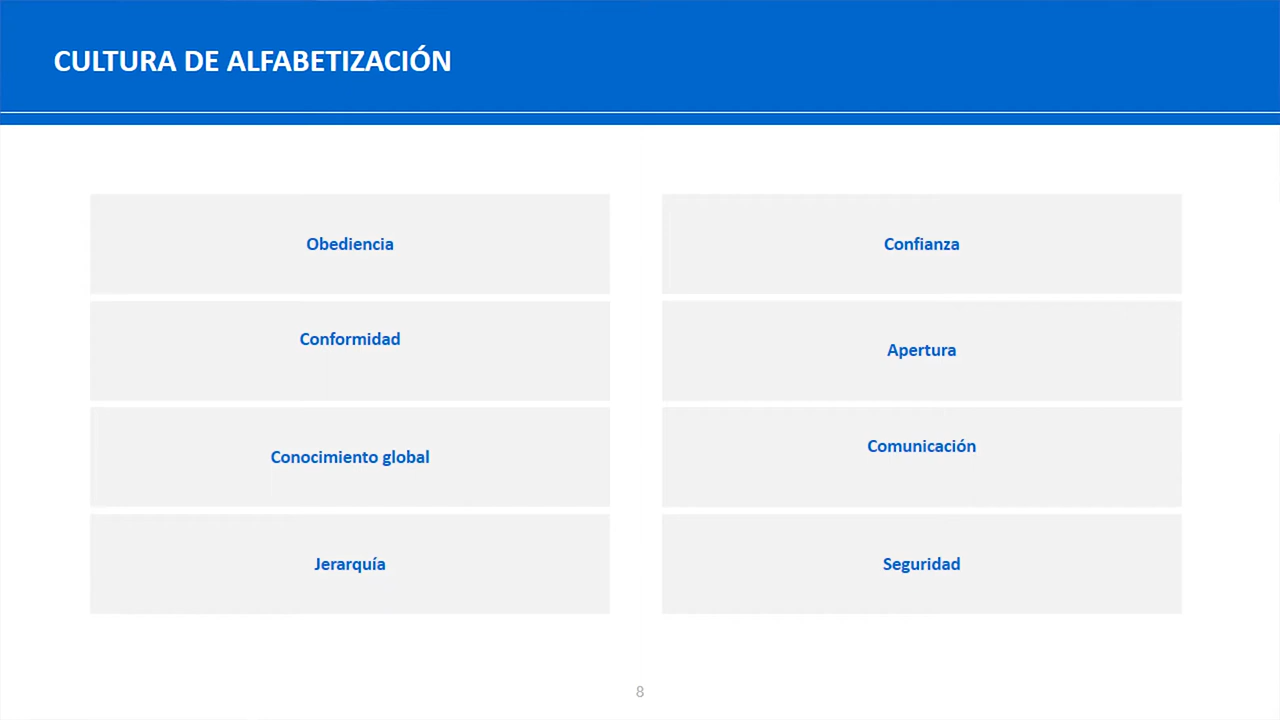 CULTURA DE ALFABETIZACIÓN
Obediencia
Conformidad
Conocimiento global
Jerarquía
Confianza
Apertura
Comunicación
Seguridad
8